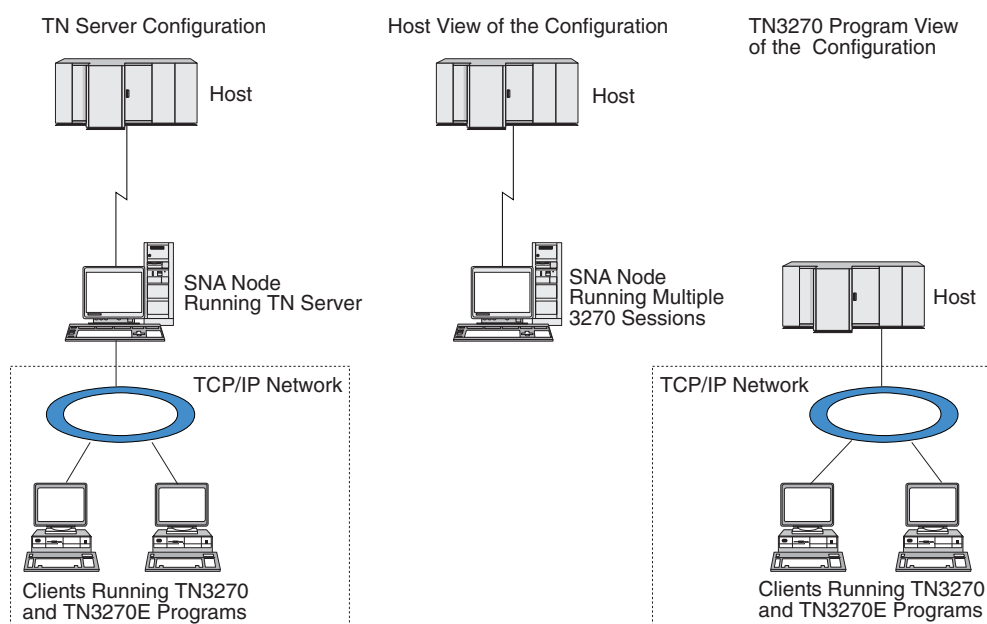 TN Server Configuration
Host
SNA Node
Running TN Server
TCP/IP Network
Clients Running TN3270
and TN3270E Programs
Host View of the Configuration
Host
SNA Node
Running Multiple
3270 Sessions
TN3270 Program View
of the Configuration
Host
TCP/IP Network
Clients Running TN3270
and TN3270E Programs